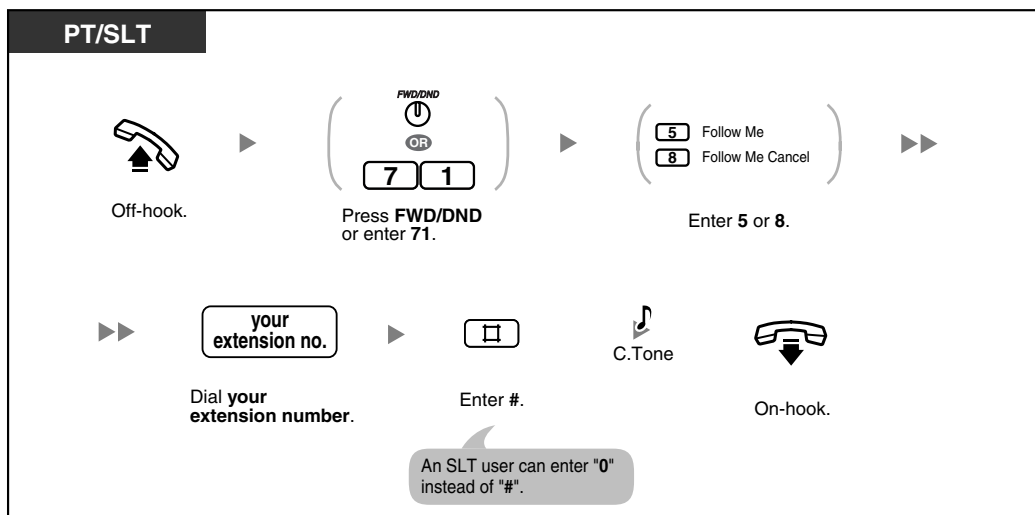 PT/SLT
FWD/DND
OR
7 1
5 Follow Me
8 Follow Me Cancel
Off-hook.
Press FWD/DND
or enter 71.
Enter 5 or 8.
your
extension no.
#
C.Tone
Dial your
extension number.
Enter #.
On-hook.
An SLT user can enter "0"
instead of "#".